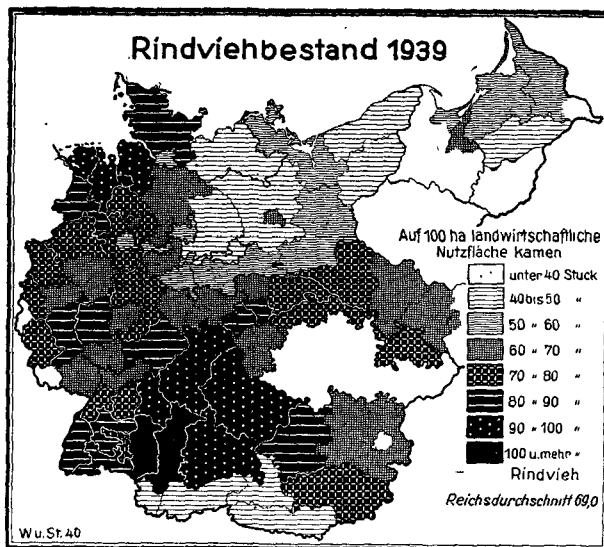 Rindviehbestand 1939
Auf 100 ha landwirtschaftliche
Nutzfläche kamen
unter 40 Stuck
40 bis 50 "
50 " 60 "
60 " 70 "
70 " 80 "
80 " 90 "
90 " 100 "
100 u. mehr "
Rindvieh
Reichsdurchschnitt 69,0
W u. St. 40